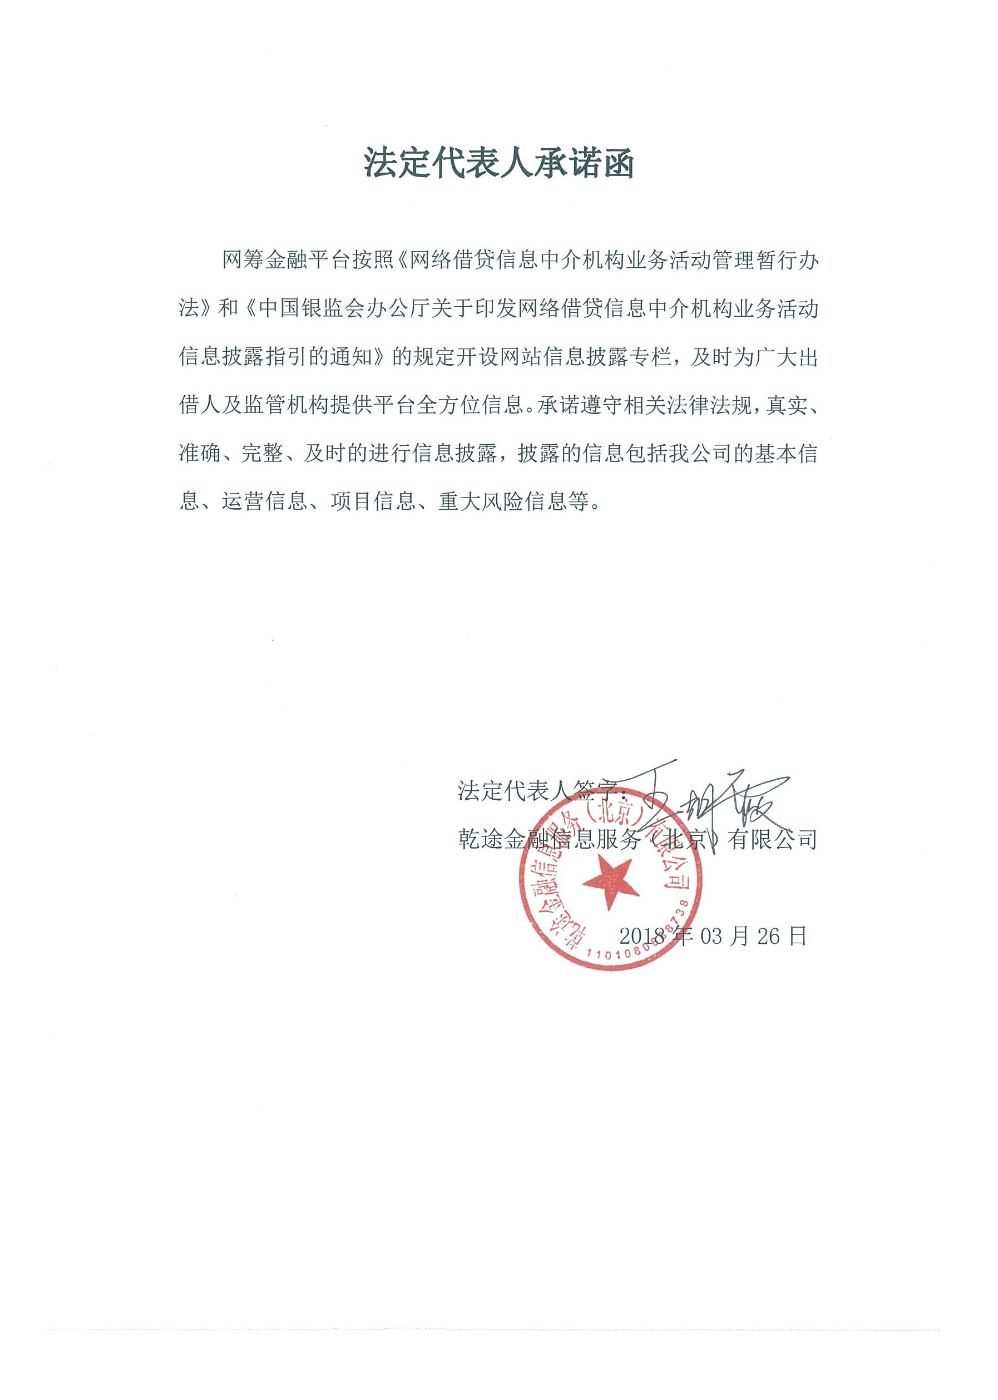 法定代表人承诺函
网筹金融平台按照《网络借贷信息中介机构业务活动管理暂行办
法》和《中国银监会办公厅关于印发网络借贷信息中介机构业务活动
信息披露指引的通知》的规定开设网站信息披露专栏，及时为广大出
借人及监管机构提供平台全方位信息。承诺遵守相关法律法规，真实、
准确、完整、及时的进行信息披露，披露的信息包括我公司的基本信
息、运营信息、项目信息、重大风险信息等。
法定代表人签字：
乾途金融信息服务（北京）有限公司
2018年03月26日
乾途金融信息服务（北京）有限公司